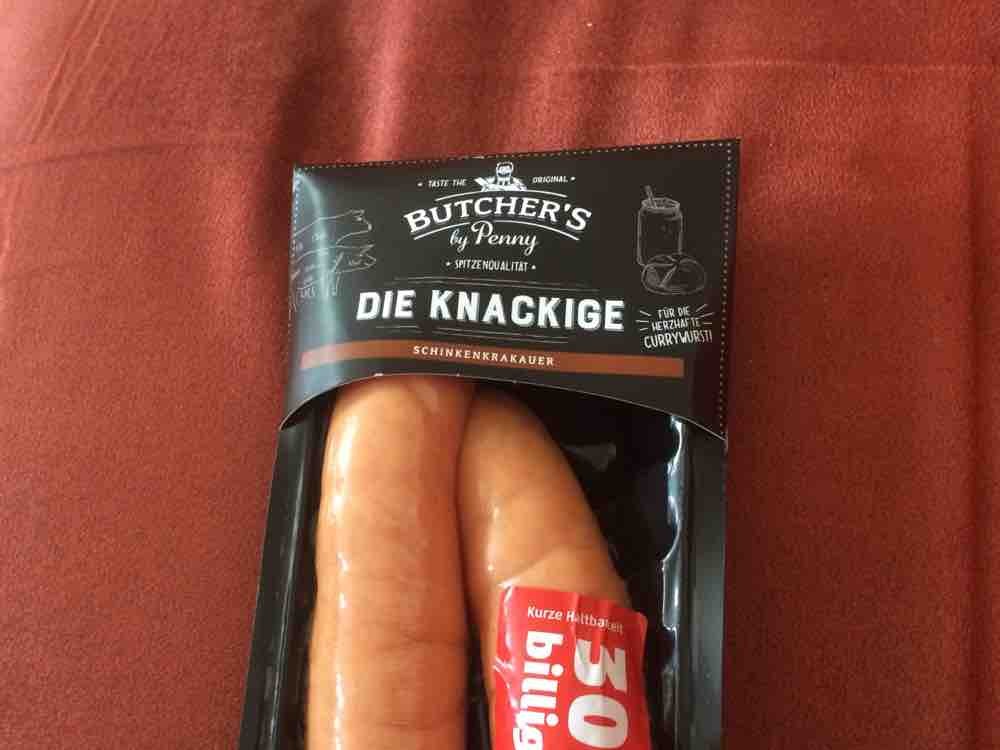 TASTE THE ORIGINAL
BUTCHER'S
by Penny
• SPITZENQUALITÄT •
DIE KNACKIGE
FÜR DIE
HERZHAFTE
CURRYWURST!
SCHINKENKRAKAUER
Kurze Haltbarkeit
30
billig